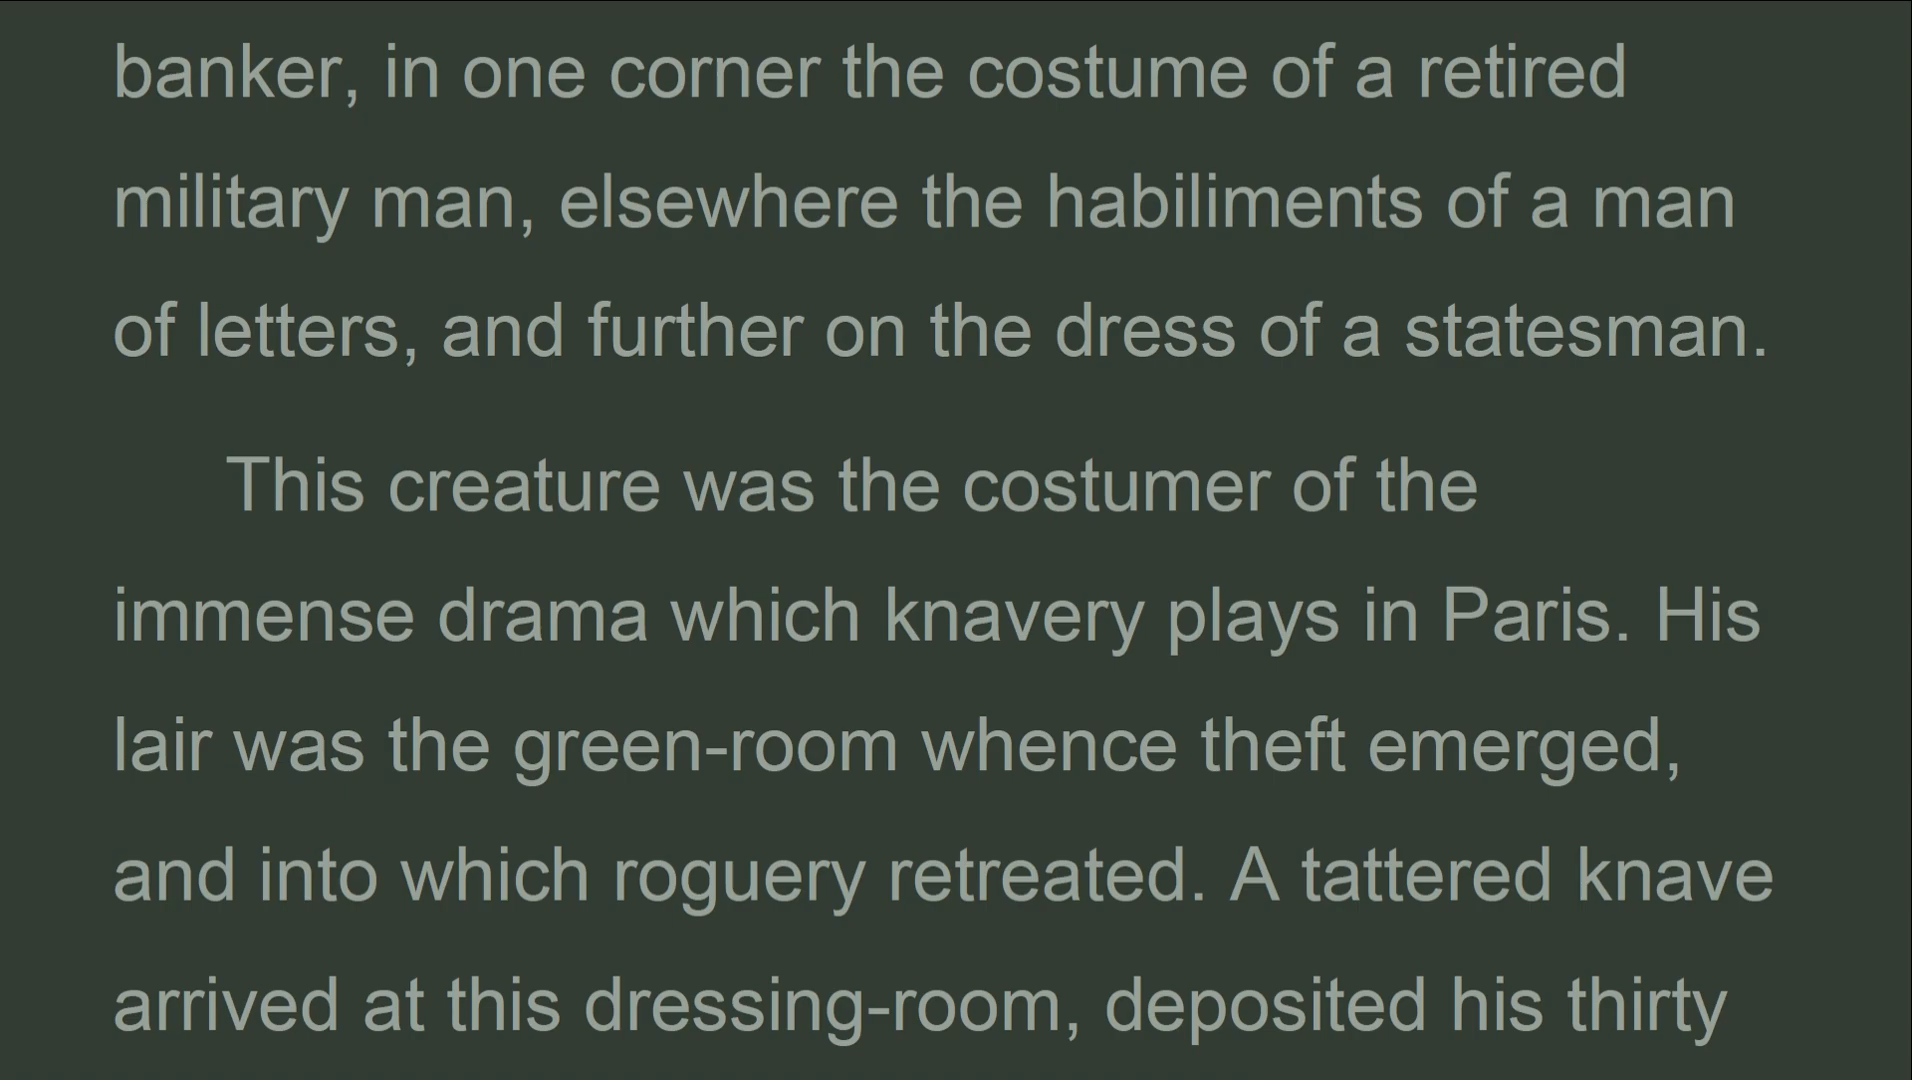 banker, in one corner the costume of a retired
military man, elsewhere the habiliments of a man
of letters, and further on the dress of a statesman.
This creature was the costumer of the
immense drama which knavery plays in Paris. His
lair was the green-room whence theft emerged,
and into which roguery retreated. A tattered knave
arrived at this dressing-room, deposited his thirty